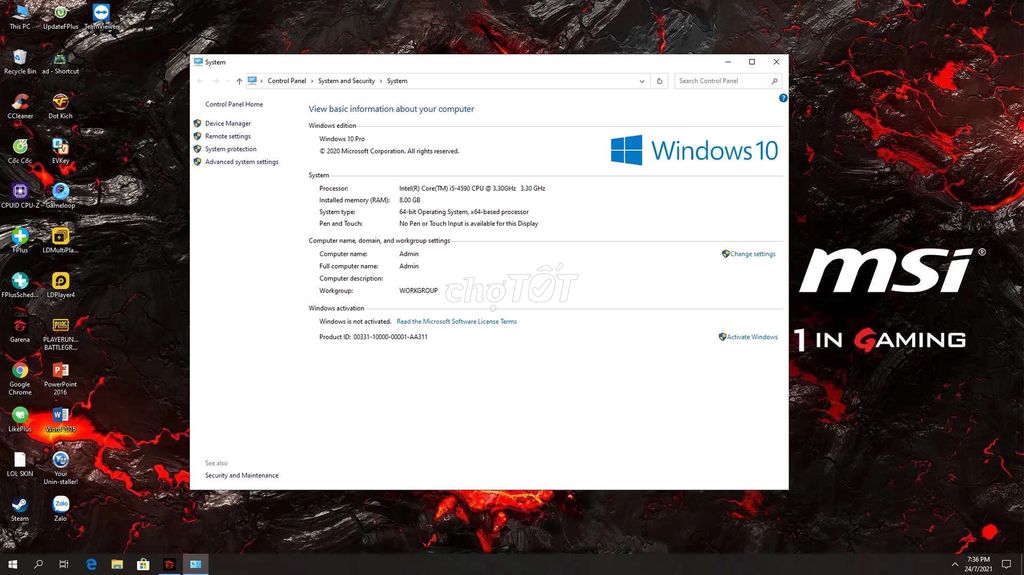 This PC
UpdateFPlus
TeamViewer
Recycle Bin
ad - Shortcut
CCleaner
Dot Kich
Cốc Cốc
EVKey
CPUID CPU-Z
Gameloop
FPlus
LDMultiPla...
FPlusSched...
LDPlayer4
Garena
PLAYERUN...
BATTLEGR...
Google
Chrome
PowerPoint
2016
LikePlus
Word 2016
LOL SKIN
Your
Unin-staller!
Steam
Zalo
System
Control Panel > System and Security > System
Search Control Panel
Control Panel Home
Device Manager
Remote settings
System protection
Advanced system settings
See also
Security and Maintenance
View basic information about your computer
Windows edition
Windows 10 Pro
© 2020 Microsoft Corporation. All rights reserved.
Windows 10
System
Processor: Intel(R) Core(TM) i5-4590 CPU @ 3.30GHz 3.30 GHz
Installed memory (RAM): 8.00 GB
System type: 64-bit Operating System, x64-based processor
Pen and Touch: No Pen or Touch Input is available for this Display
Computer name, domain, and workgroup settings
Computer name: Admin
Change settings
Full computer name: Admin
Computer description:
Workgroup: WORKGROUP
chợTỐT
Windows activation
Windows is not activated. Read the Microsoft Software License Terms
Product ID: 00331-10000-00001-AA311
Activate Windows
msi®
1 IN GAMING
7:36 PM
24/7/2021